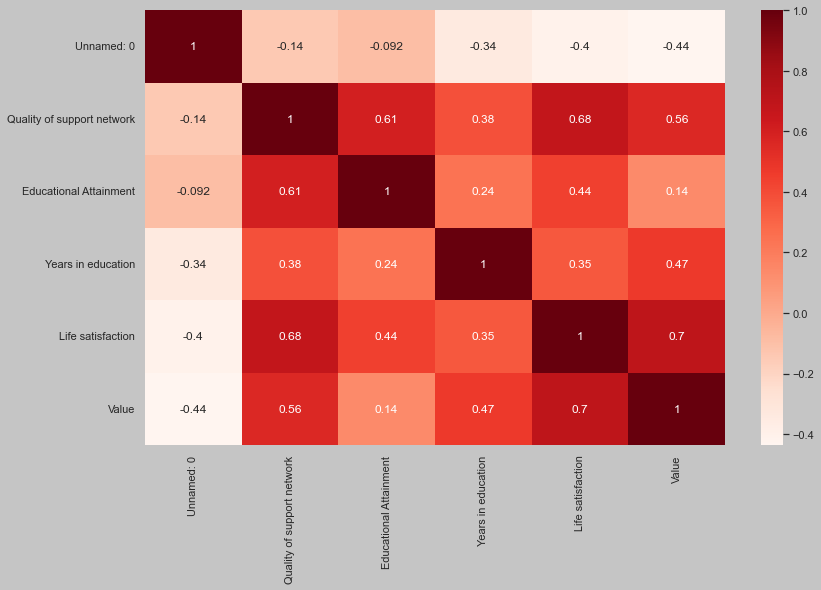 Unnamed: 0 1 -0.14 -0.092 -0.34 -0.4 -0.44
Quality of support network -0.14 1 0.61 0.38 0.68 0.56
Educational Attainment -0.092 0.61 1 0.24 0.44 0.14
Years in education -0.34 0.38 0.24 1 0.35 0.47
Life satisfaction -0.4 0.68 0.44 0.35 1 0.7
Value -0.44 0.56 0.14 0.47 0.7 1
Unnamed: 0
Quality of support network
Educational Attainment
Years in education
Life satisfaction
Value
1.0
0.8
0.6
0.4
0.2
0.0
−0.2
−0.4